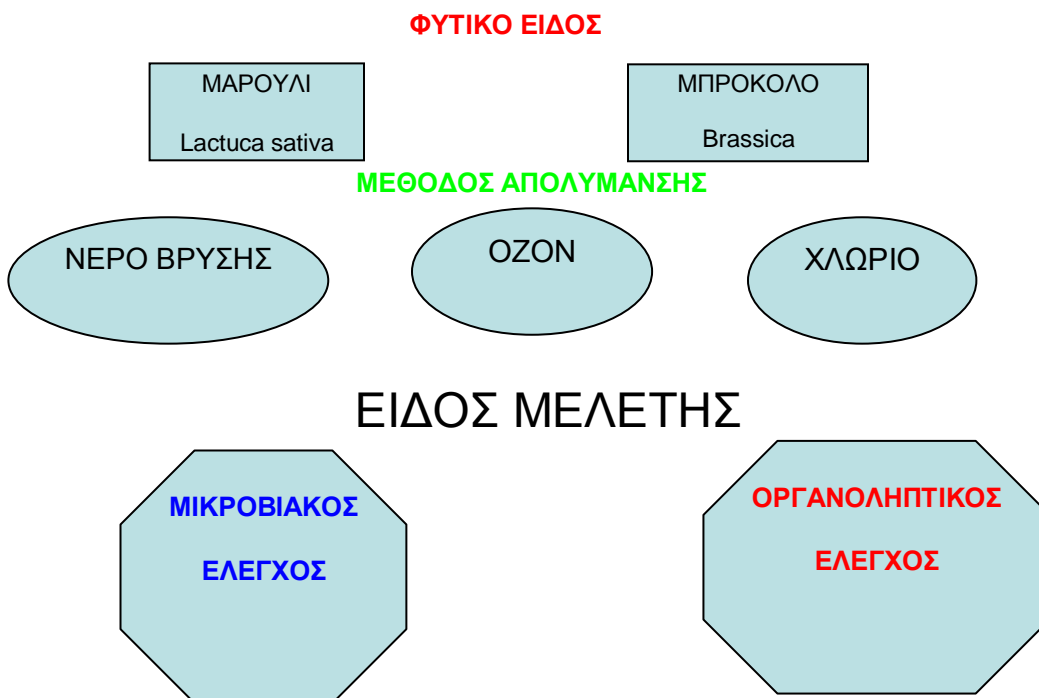 ΦΥΤΙΚΟ ΕΙΔΟΣ
ΜΑΡΟΥΛΙ
Lactuca sativa
ΜΠΡΟΚΟΛΟ
Brassica
ΜΕΘΟΔΟΣ ΑΠΟΛΥΜΑΝΣΗΣ
ΝΕΡΟ ΒΡΥΣΗΣ
ΟΖΟΝ
ΧΛΩΡΙΟ
ΕΙΔΟΣ ΜΕΛΕΤΗΣ
ΜΙΚΡΟΒΙΑΚΟΣ
ΕΛΕΓΧΟΣ
ΟΡΓΑΝΟΛΗΠΤΙΚΟΣ
ΕΛΕΓΧΟΣ